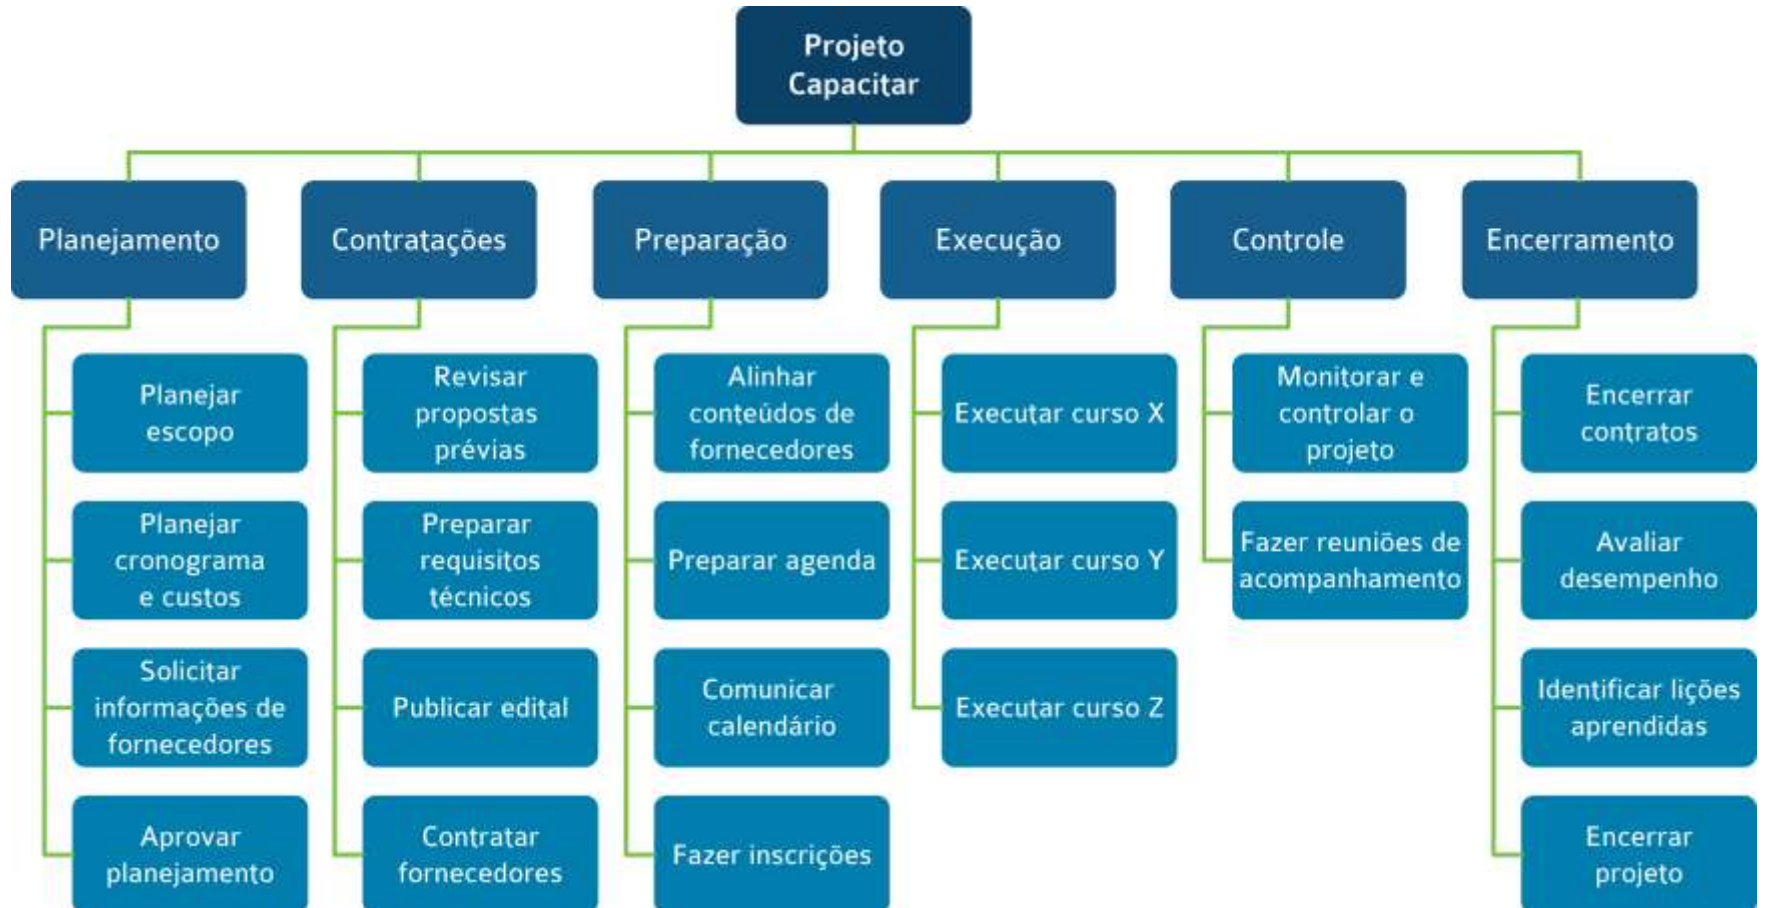 Projeto
Capacitar
Planejamento
Contratações
Preparação
Execução
Controle
Encerramento
Planejar
escopo
Planejar
cronograma
e custos
Solicitar
informações de
fornecedores
Aprovar
planejamento
Revisar
propostas
prévias
Preparar
requisitos
técnicos
Publicar edital
Contratar
fornecedores
Alinhar
conteúdos de
fornecedores
Preparar agenda
Comunicar
calendário
Fazer inscrições
Executar curso X
Executar curso Y
Executar curso Z
Monitorar e
controlar o
projeto
Fazer reuniões de
acompanhamento
Encerrar
contratos
Avaliar
desempenho
Identificar lições
aprendidas
Encerrar
projeto